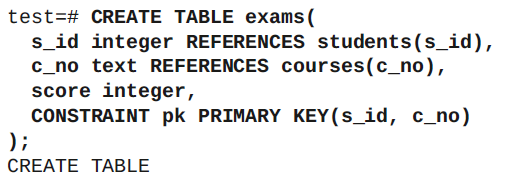 test=# CREATE TABLE exams(
  s_id integer REFERENCES students(s_id),
  c_no text REFERENCES courses(c_no),
  score integer,
  CONSTRAINT pk PRIMARY KEY(s_id, c_no)
);
CREATE TABLE